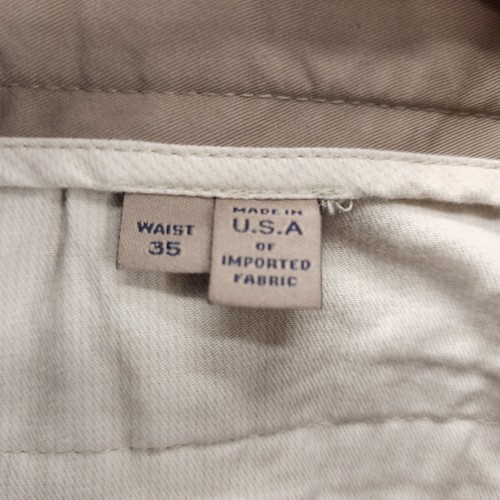 WAIST
35
MADE IN
U.S.A
OF
IMPORTED
FABRIC